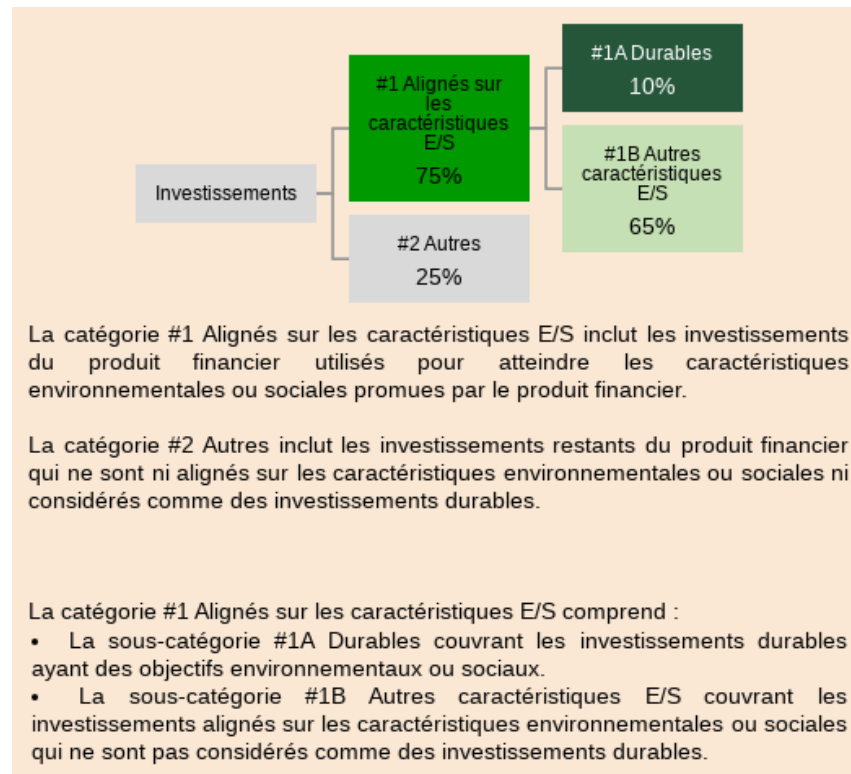 #1A Durables
10%
#1 Alignés sur
les
caractéristiques
E/S
75%
#1B Autres
caractéristiques
E/S
65%
Investissements
#2 Autres
25%
La catégorie #1 Alignés sur les caractéristiques E/S inclut les investissements
du produit financier utilisés pour atteindre les caractéristiques
environnementales ou sociales promues par le produit financier.
La catégorie #2 Autres inclut les investissements restants du produit financier
qui ne sont ni alignés sur les caractéristiques environnementales ou sociales ni
considérés comme des investissements durables.
La catégorie #1 Alignés sur les caractéristiques E/S comprend :
• La sous-catégorie #1A Durables couvrant les investissements durables
ayant des objectifs environnementaux ou sociaux.
• La sous-catégorie #1B Autres caractéristiques E/S couvrant les
investissements alignés sur les caractéristiques environnementales ou sociales
qui ne sont pas considérés comme des investissements durables.